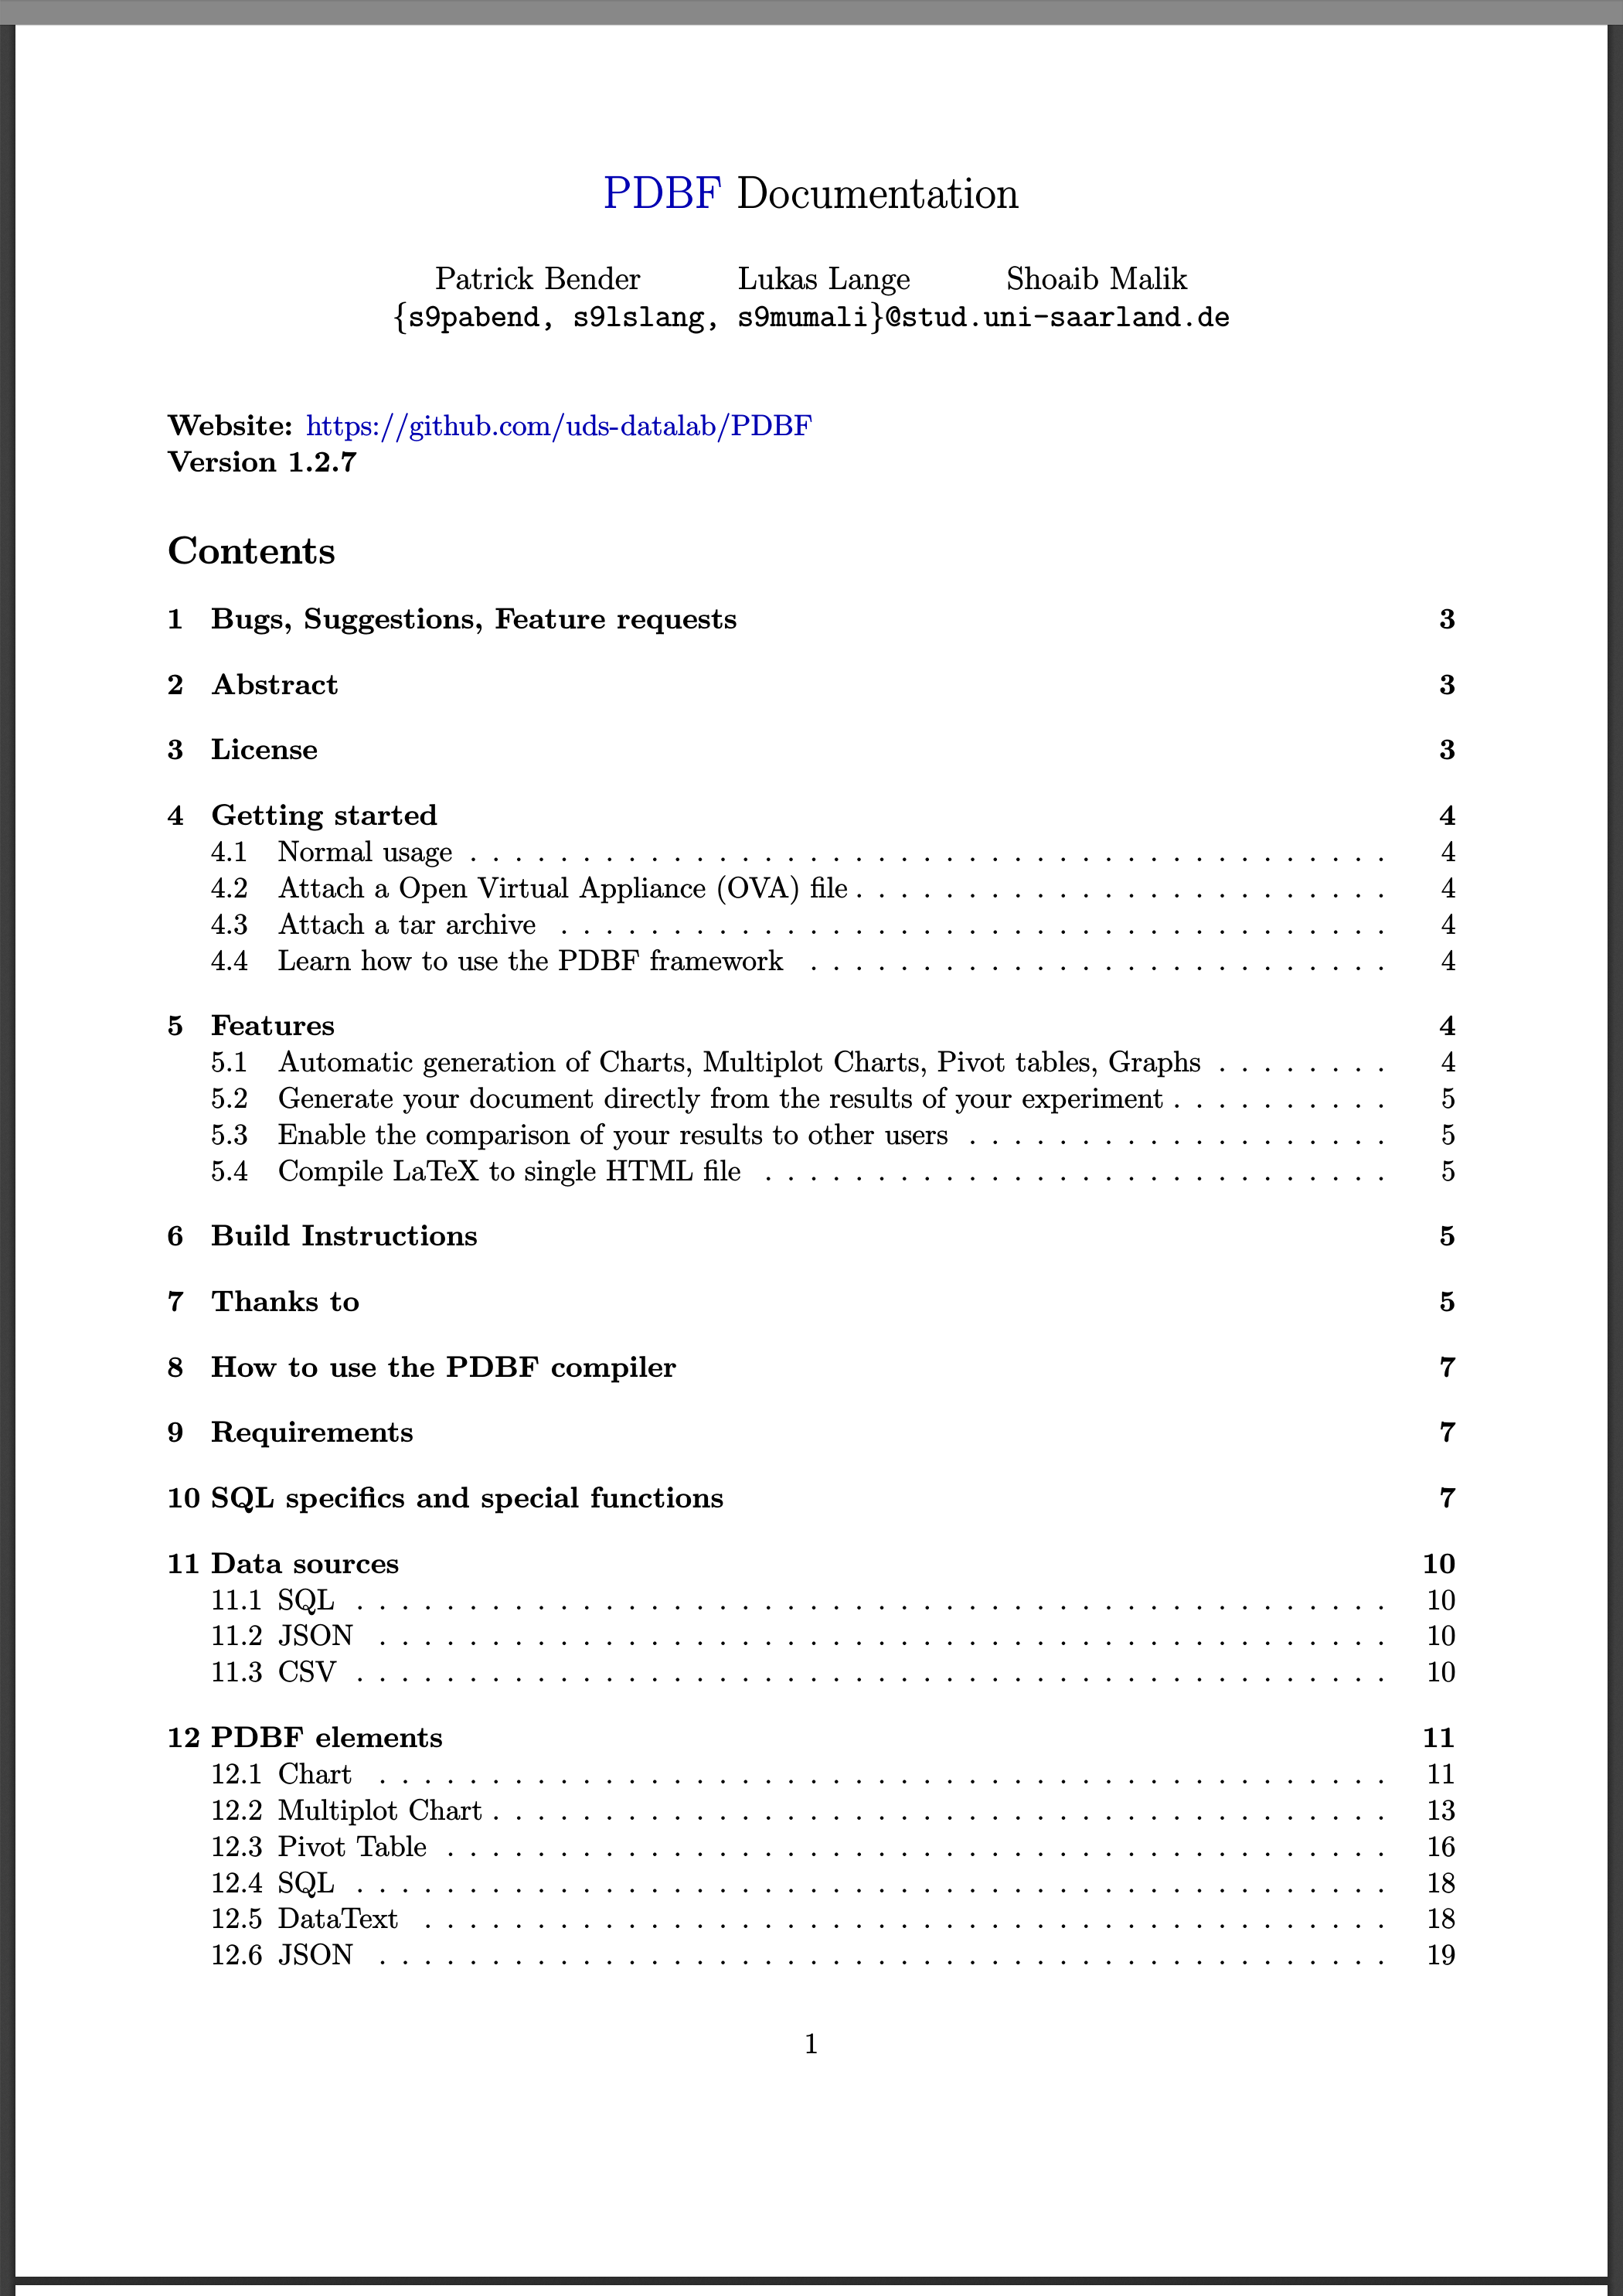 PDBF Documentation
Patrick Bender Lukas Lange Shoaib Malik
{s9pabend, s9lslang, s9mumali}@stud.uni-saarland.de
Website: https://github.com/uds-datalab/PDBF
Version 1.2.7
Contents
1 Bugs, Suggestions, Feature requests 3
2 Abstract 3
3 License 3
4 Getting started 4
4.1 Normal usage . . . . . . . . . . . . . . . . . . . . . . . . . . . . . . . . . . . . . . . . . 4
4.2 Attach a Open Virtual Appliance (OVA) file . . . . . . . . . . . . . . . . . . . . . . . . 4
4.3 Attach a tar archive . . . . . . . . . . . . . . . . . . . . . . . . . . . . . . . . . . . . . 4
4.4 Learn how to use the PDBF framework . . . . . . . . . . . . . . . . . . . . . . . . . . 4
5 Features 4
5.1 Automatic generation of Charts, Multiplot Charts, Pivot tables, Graphs . . . . . . . . 4
5.2 Generate your document directly from the results of your experiment . . . . . . . . . . 5
5.3 Enable the comparison of your results to other users . . . . . . . . . . . . . . . . . . . 5
5.4 Compile LaTeX to single HTML file . . . . . . . . . . . . . . . . . . . . . . . . . . . . 5
6 Build Instructions 5
7 Thanks to 5
8 How to use the PDBF compiler 7
9 Requirements 7
10 SQL specifics and special functions 7
11 Data sources 10
11.1 SQL . . . . . . . . . . . . . . . . . . . . . . . . . . . . . . . . . . . . . . . . . . . . . . 10
11.2 JSON . . . . . . . . . . . . . . . . . . . . . . . . . . . . . . . . . . . . . . . . . . . . . 10
11.3 CSV . . . . . . . . . . . . . . . . . . . . . . . . . . . . . . . . . . . . . . . . . . . . . . 10
12 PDBF elements 11
12.1 Chart . . . . . . . . . . . . . . . . . . . . . . . . . . . . . . . . . . . . . . . . . . . . . 11
12.2 Multiplot Chart . . . . . . . . . . . . . . . . . . . . . . . . . . . . . . . . . . . . . . . . 13
12.3 Pivot Table . . . . . . . . . . . . . . . . . . . . . . . . . . . . . . . . . . . . . . . . . . 16
12.4 SQL . . . . . . . . . . . . . . . . . . . . . . . . . . . . . . . . . . . . . . . . . . . . . . 18
12.5 DataText . . . . . . . . . . . . . . . . . . . . . . . . . . . . . . . . . . . . . . . . . . . 18
12.6 JSON . . . . . . . . . . . . . . . . . . . . . . . . . . . . . . . . . . . . . . . . . . . . . 19
1